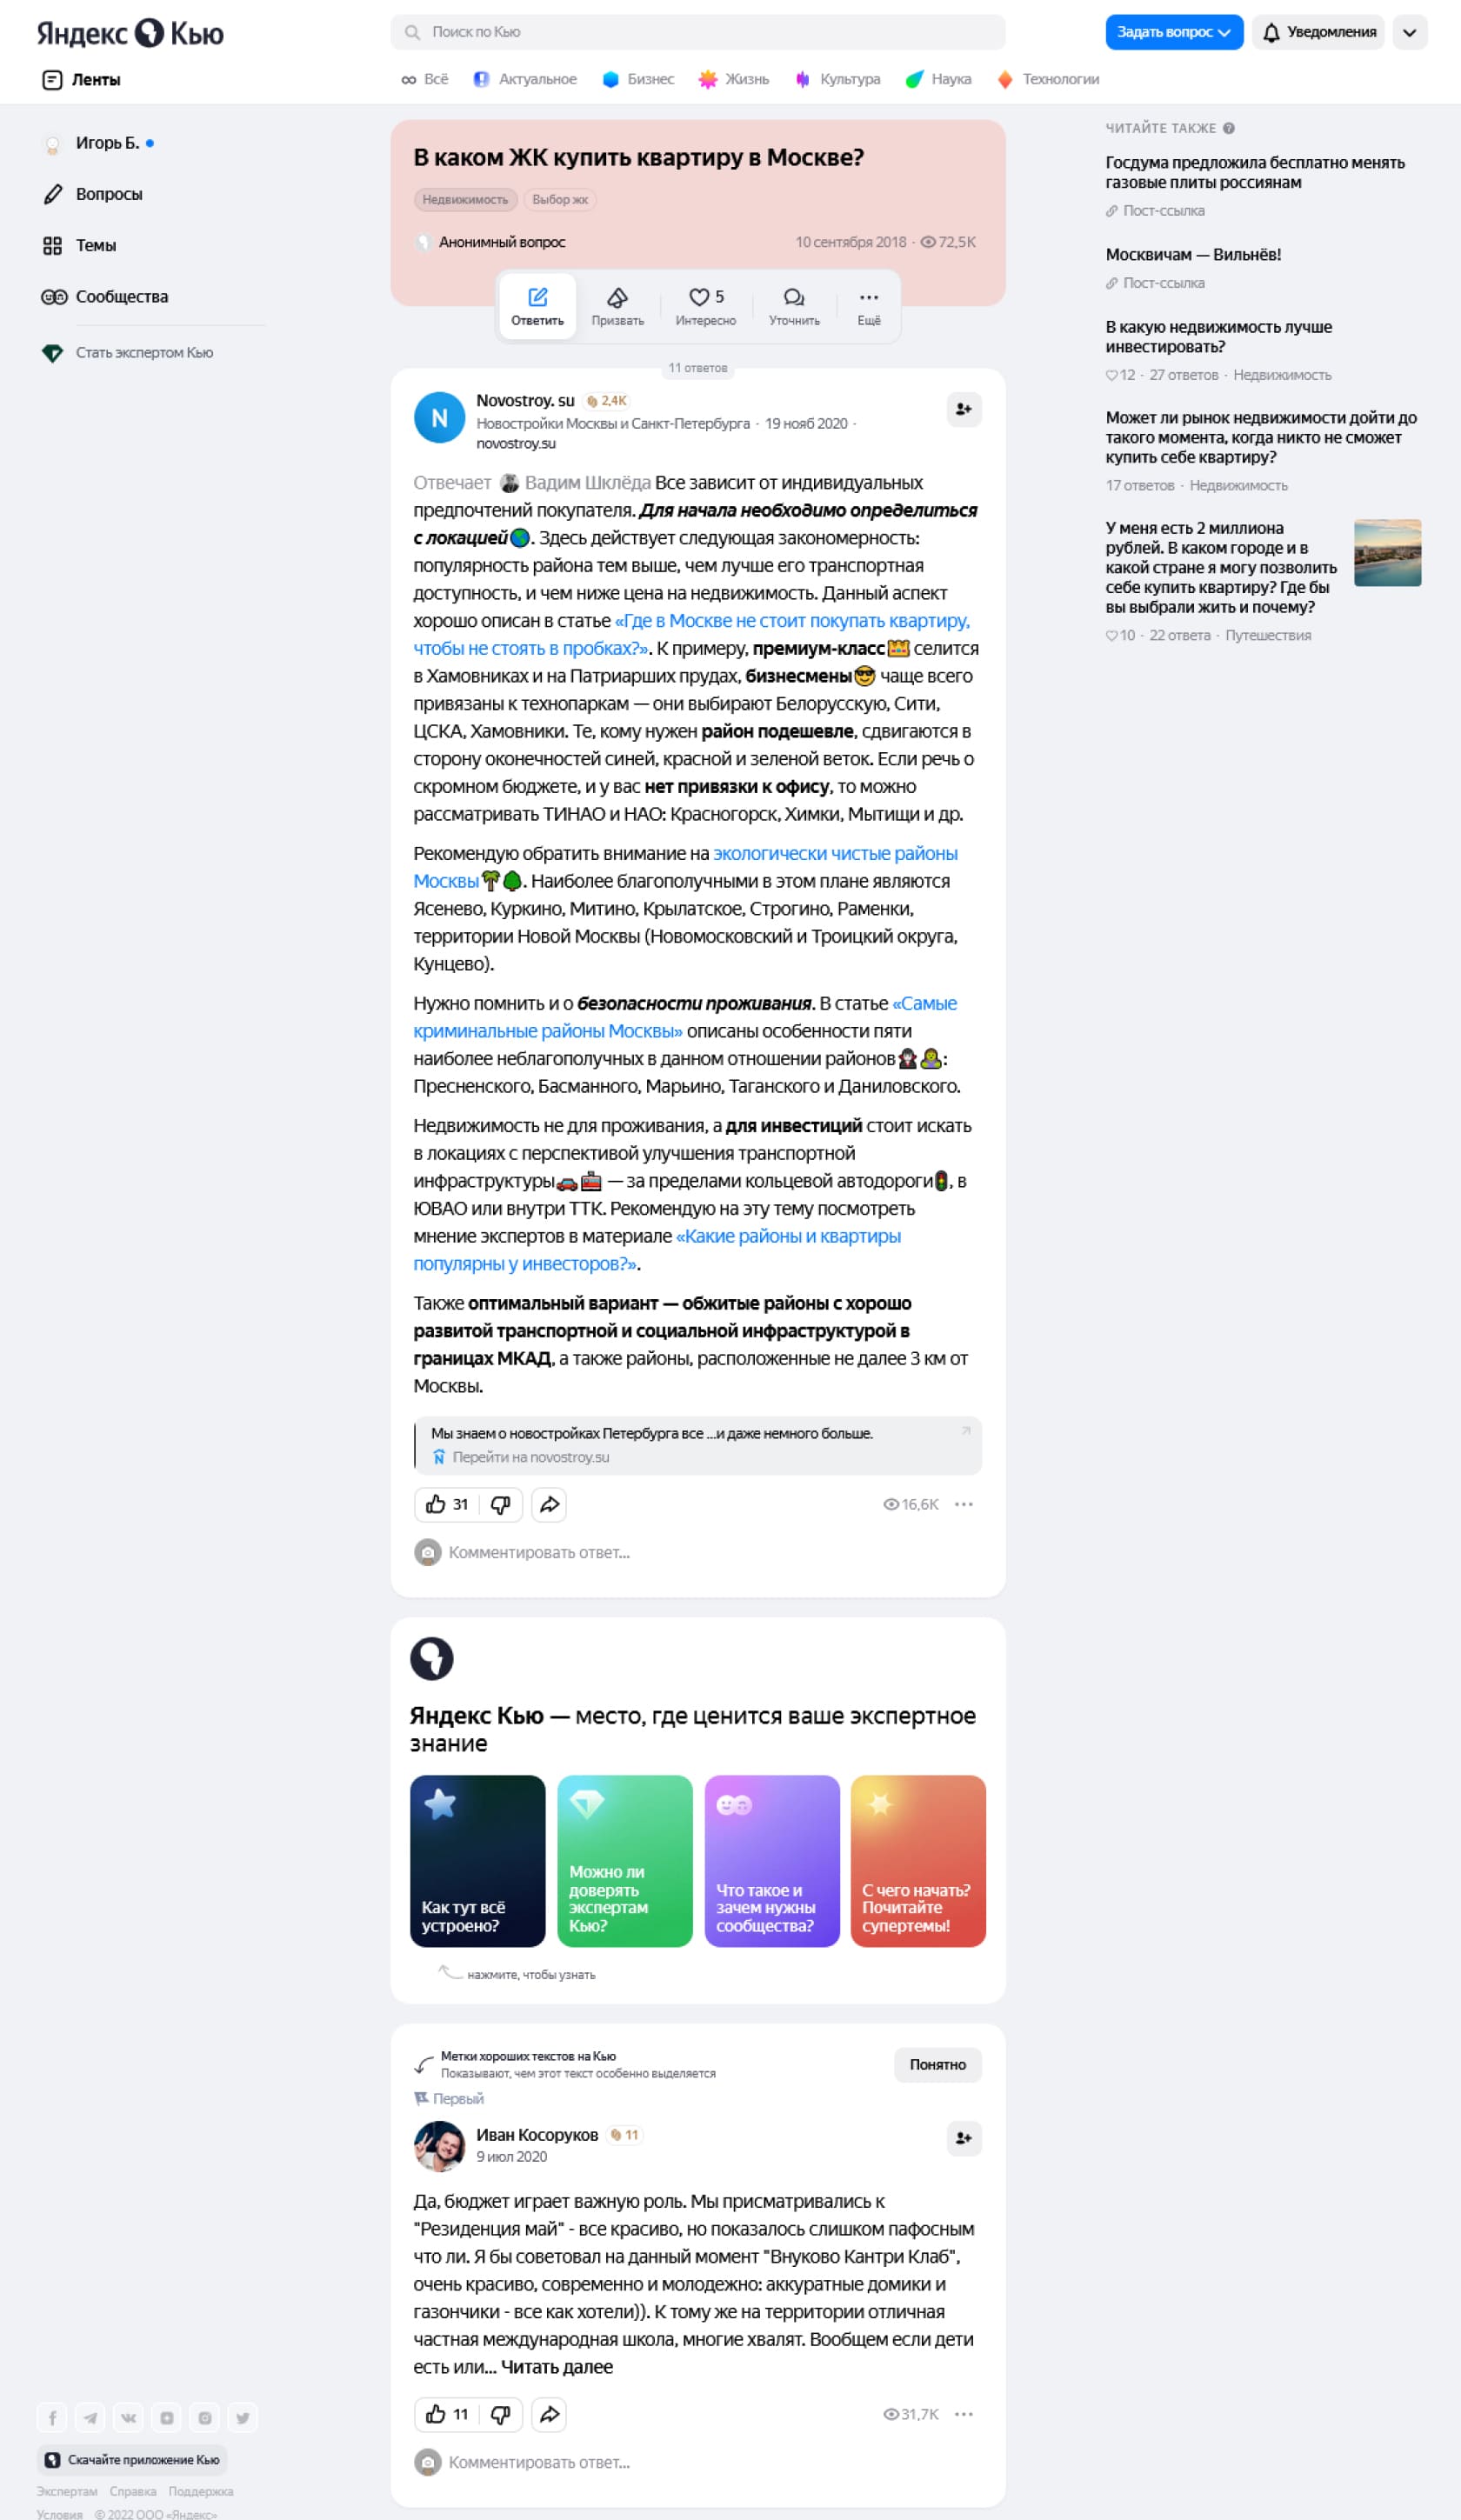 Яндекс Кью
Поиск по Кью
Задать вопрос
Уведомления
Ленты
Всё
Актуальное
Бизнес
Жизнь
Культура
Наука
Технологии
Игорь Б.
Вопросы
Темы
Сообщества
Стать экспертом Кью
В каком ЖК купить квартиру в Москве?
Недвижимость
Выбор жк
Анонимный вопрос
10 сентября 2018 · 72,5K
Ответить
Призвать
5
Интересно
Уточнить
Ещё
11 ответов
N
Novostroy. su 2,4K
Новостройки Москвы и Санкт-Петербурга · 19 нояб 2020 ·
novostroy.su
Отвечает Вадим Шклёда Все зависит от индивидуальных
предпочтений покупателя. Для начала необходимо определиться
с локацией🌎. Здесь действует следующая закономерность:
популярность района тем выше, чем лучше его транспортная
доступность, и чем ниже цена на недвижимость. Данный аспект
хорошо описан в статье «Где в Москве не стоит покупать квартиру,
чтобы не стоять в пробках?». К примеру, премиум-класс👑 селится
в Хамовниках и на Патриарших прудах, бизнесмены😎 чаще всего
привязаны к технопаркам — они выбирают Белорусскую, Сити,
ЦСКА, Хамовники. Те, кому нужен район подешевле, сдвигаются в
сторону оконечностей синей, красной и зеленой веток. Если речь о
скромном бюджете, и у вас нет привязки к офису, то можно
рассматривать ТИНАО и НАО: Красногорск, Химки, Мытищи и др.
Рекомендую обратить внимание на экологически чистые районы
Москвы🌴🌳. Наиболее благополучными в этом плане являются
Ясенево, Куркино, Митино, Крылатское, Строгино, Раменки,
территории Новой Москвы (Новомосковский и Троицкий округа,
Кунцево).
Нужно помнить и о безопасности проживания. В статье «Самые
криминальные районы Москвы» описаны особенности пяти
наиболее неблагополучных в данном отношении районов🧛🧟:
Пресненского, Басманного, Марьино, Таганского и Даниловского.
Недвижимость не для проживания, а для инвестиций стоит искать
в локациях с перспективой улучшения транспортной
инфраструктуры🚗🚋 — за пределами кольцевой автодороги🚦, в
ЮВАО или внутри ТТК. Рекомендую на эту тему посмотреть
мнение экспертов в материале «Какие районы и квартиры
популярны у инвесторов?».
Также оптимальный вариант — обжитые районы с хорошо
развитой транспортной и социальной инфраструктурой в
границах МКАД, а также районы, расположенные не далее 3 км от
Москвы.
Мы знаем о новостройках Петербурга все ...и даже немного больше.
Перейти на novostroy.su
31
16,6K
Комментировать ответ...
Яндекс Кью — место, где ценится ваше экспертное
знание
Как тут всё
устроено?
Можно ли
доверять
экспертам
Кью?
Что такое и
зачем нужны
сообщества?
С чего начать?
Почитайте
супертемы!
нажмите, чтобы узнать
Метки хороших текстов на Кью
Показывают, чем этот текст особенно выделяется
Понятно
Первый
Иван Косоруков 11
9 июл 2020
Да, бюджет играет важную роль. Мы присматривались к
"Резиденция май" - все красиво, но показалось слишком пафосным
что ли. Я бы советовал на данный момент "Внуково Кантри Клаб",
очень красиво, современно и молодежно: аккуратные домики и
газончики - все как хотели)). К тому же на территории отличная
частная международная школа, многие хвалят. Вообщем если дети
есть или... Читать далее
11
31,7K
Комментировать ответ...
ЧИТАЙТЕ ТАКЖЕ ?
Госдума предложила бесплатно менять
газовые плиты россиянам
Пост-ссылка
Москвичам — Вильнёв!
Пост-ссылка
В какую недвижимость лучше
инвестировать?
12 · 27 ответов · Недвижимость
Может ли рынок недвижимости дойти до
такого момента, когда никто не сможет
купить себе квартиру?
17 ответов · Недвижимость
У меня есть 2 миллиона
рублей. В каком городе и в
какой стране я могу позволить
себе купить квартиру? Где бы
вы выбрали жить и почему?
10 · 22 ответа · Путешествия
Скачайте приложение Кью
Экспертам Справка Поддержка
Условия © 2022 ООО «Яндекс»